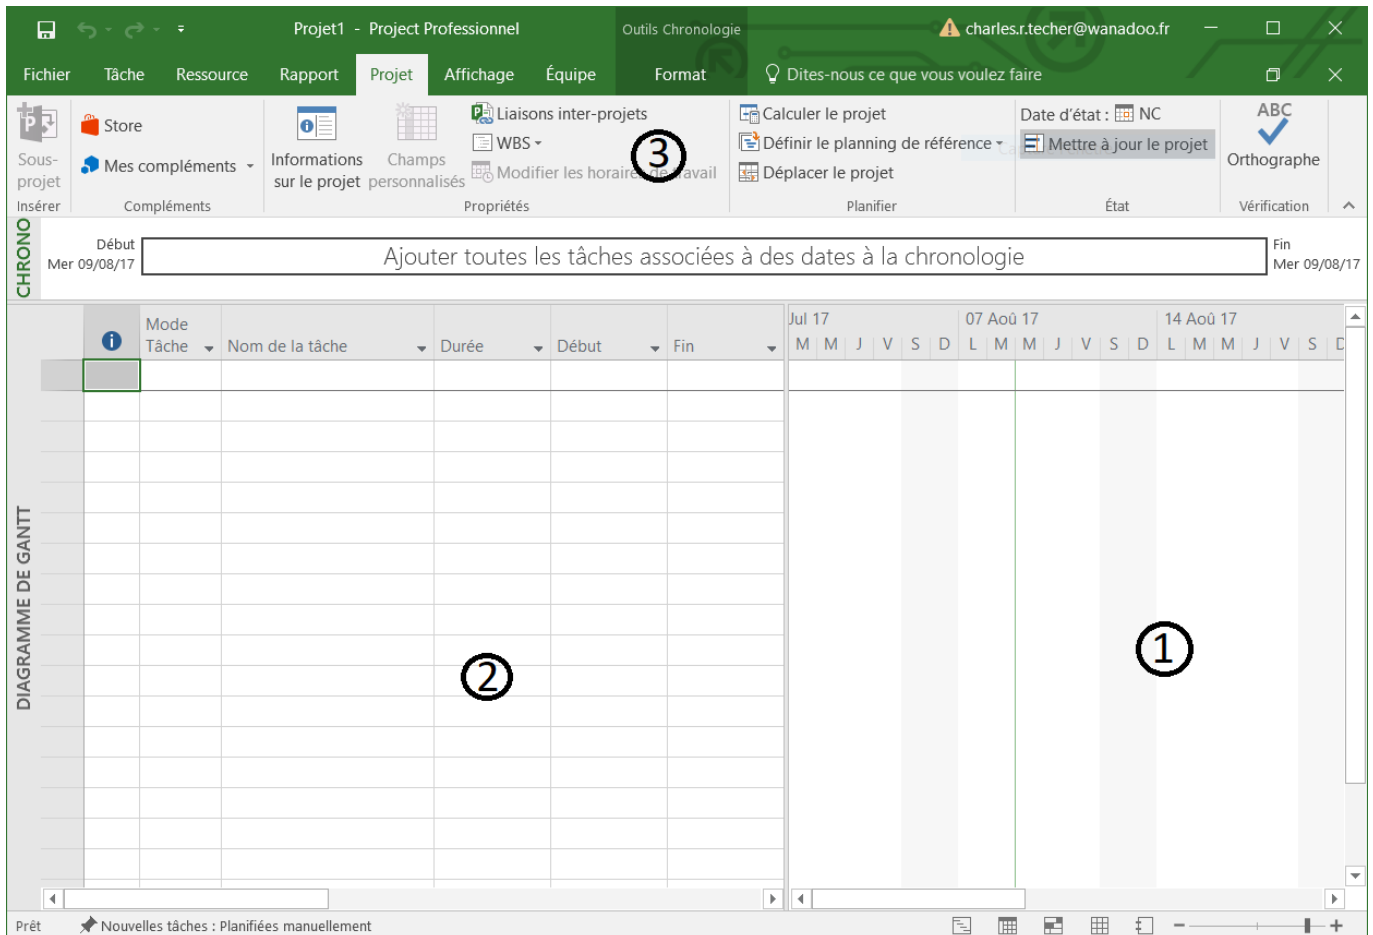 Projet1 - Project Professionnel
Outils Chronologie
charles.r.techer@wanadoo.fr
Fichier Tâche Ressource Rapport Projet Affichage Équipe Format Dites-nous ce que vous voulez faire
Sous-
projet
Insérer
Store
Mes compléments
Compléments
Informations
sur le projet
Champs
personnalisés
Liaisons inter-projets
WBS
Modifier les horaires de travail
3
Propriétés
Calculer le projet
Définir le planning de référence
Déplacer le projet
Planifier
Date d'état : NC
Mettre à jour le projet
État
ABC
Orthographe
Vérification
CHRONO
Début
Mer 09/08/17
Ajouter toutes les tâches associées à des dates à la chronologie
Fin
Mer 09/08/17
DIAGRAMME DE GANTT
Mode
Tâche
Nom de la tâche
Durée
Début
Fin
Jul 17 07 Aoû 17 14 Aoû 17
M M J V S D L M M J V S D L M M J V S D
2
1
Prêt
Nouvelles tâches : Planifiées manuellement